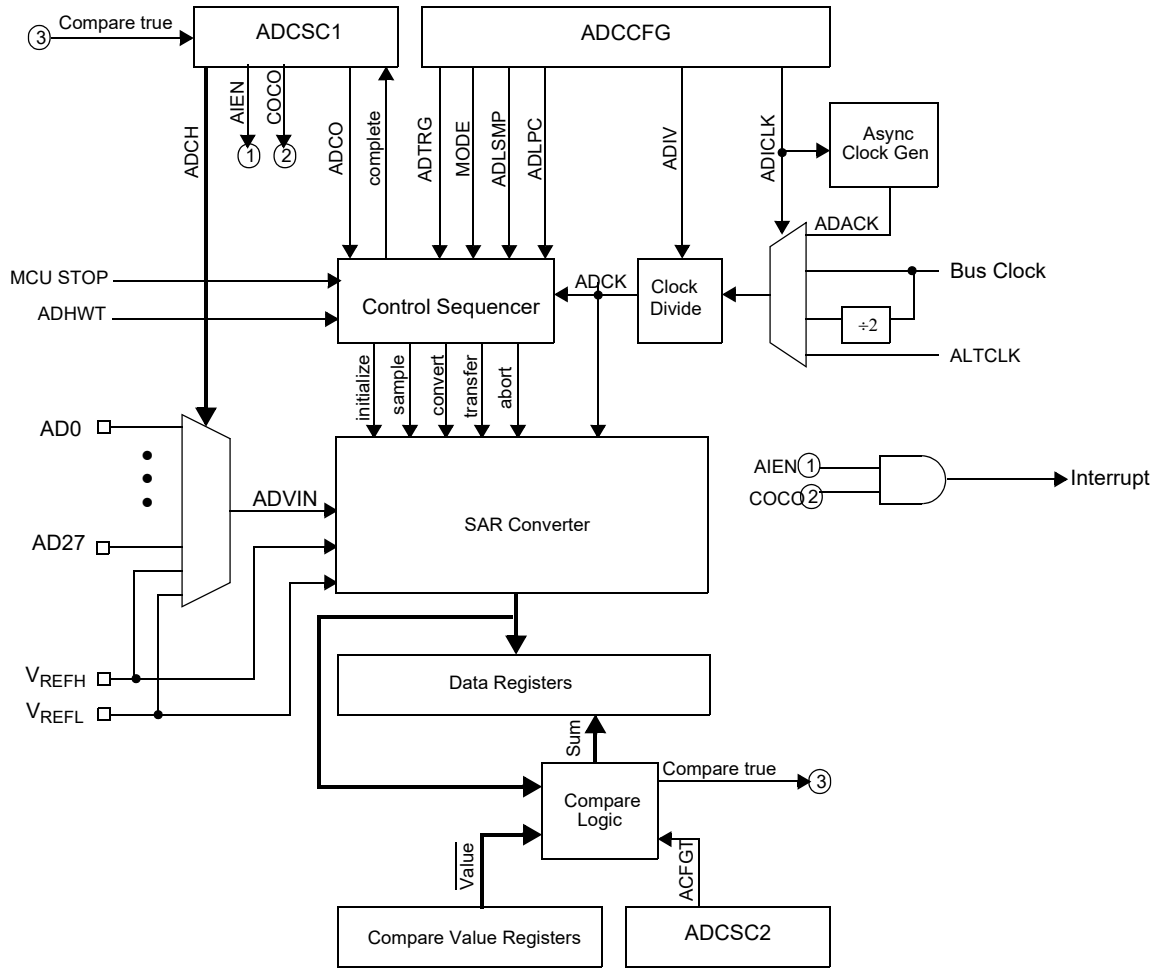 Compare true
3
ADCSC1
ADCCFG
ADCH
AIEN
COCO
1
2
ADCO
complete
ADTRG
MODE
ADLSMP
ADLPC
ADIV
ADICLK
Async
Clock Gen
ADACK
MCU STOP
ADHWT
Control Sequencer
ADCK
Clock
Divide
Bus Clock
÷2
ALTCLK
initialize
sample
convert
transfer
abort
AD0
AD27
ADVIN
SAR Converter
AIEN 1
COCO 2
Interrupt
VREFH
VREFL
Data Registers
Sum
Compare true
3
Compare
Logic
Value
ACFGT
Compare Value Registers
ADCSC2